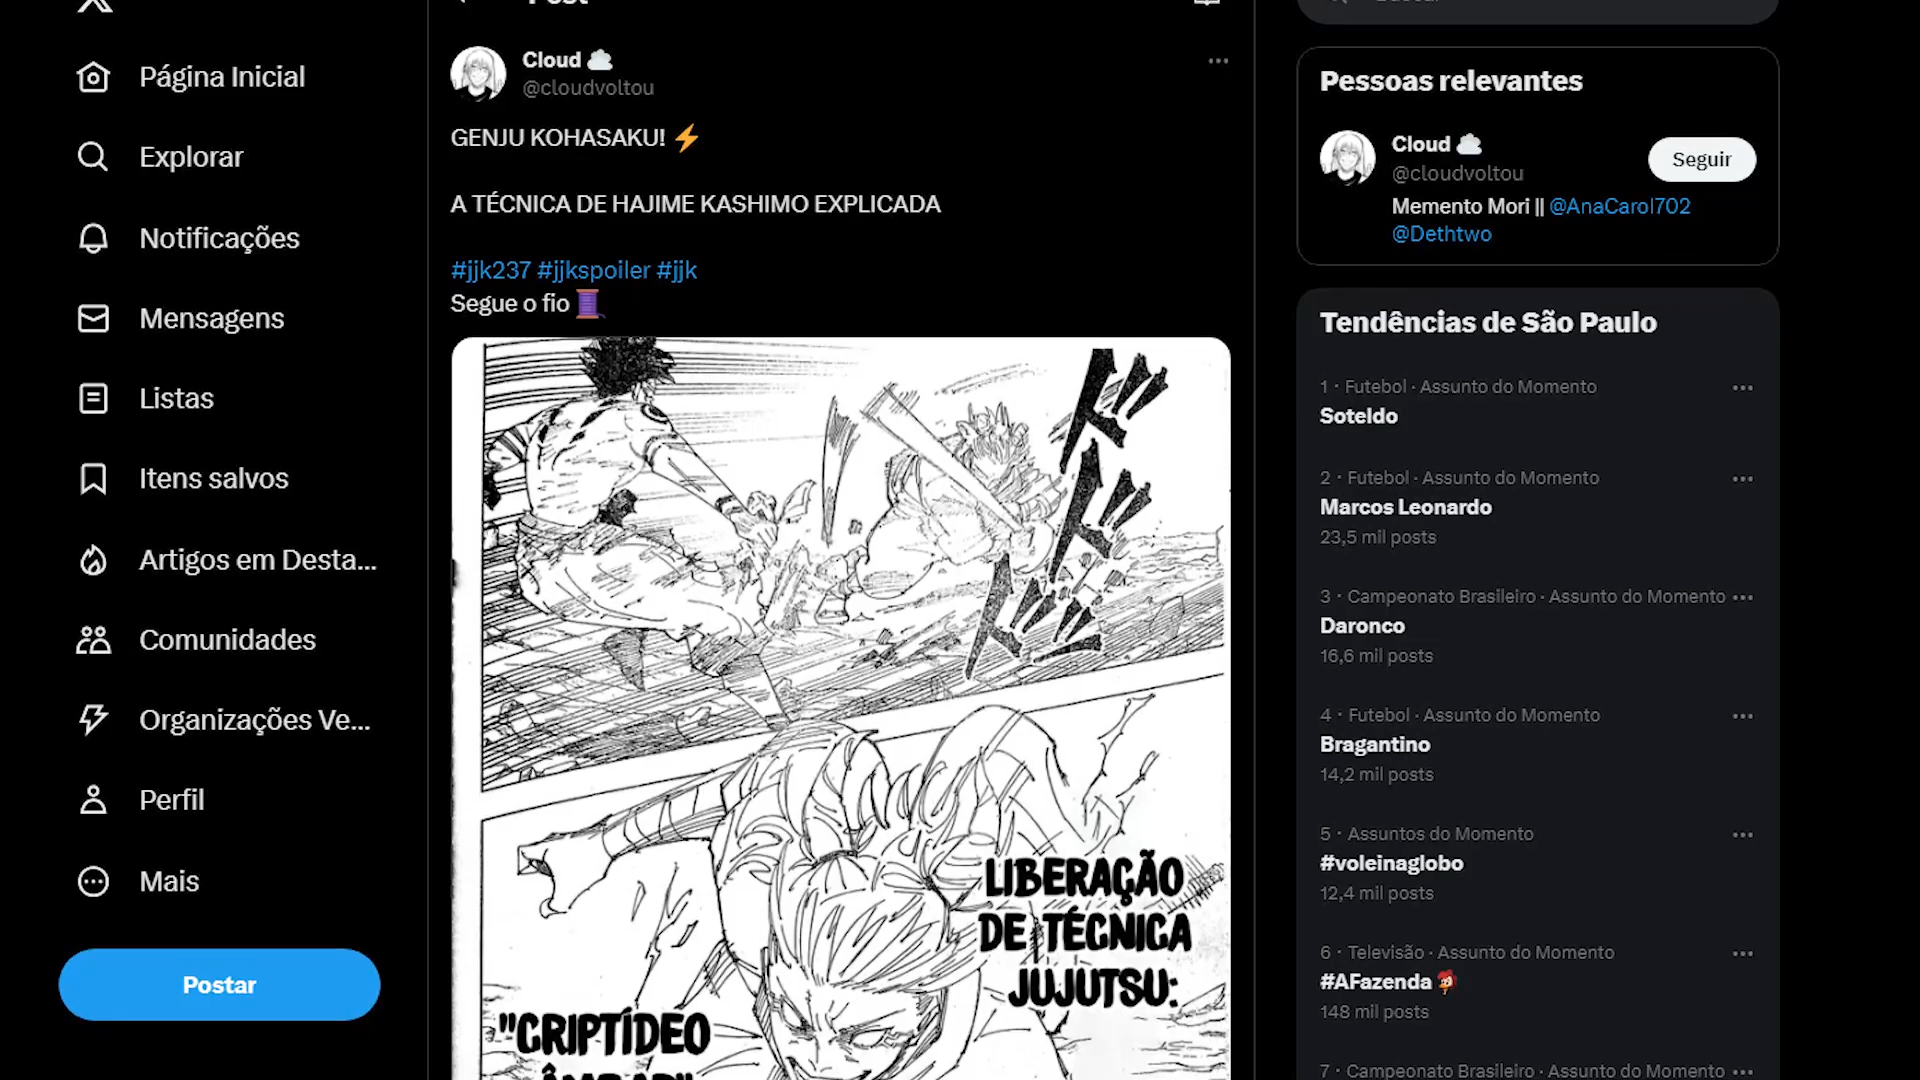 Página Inicial
Explorar
Notificações
Mensagens
Listas
Itens salvos
Artigos em Desta...
Comunidades
Organizações Ve...
Perfil
Mais
Postar
Post
Cloud
@cloudvoltou
GENJU KOHASAKU!
A TÉCNICA DE HAJIME KASHIMO EXPLICADA
#jjk237 #jjkspoiler #jjk
Segue o fio
LIBERAÇÃO
DE TÉCNICA
JUJUTSU:
"CRIPTÍDEO
Pessoas relevantes
Cloud
@cloudvoltou
Seguir
Memento Mori || @AnaCarol702
@Dethtwo
Tendências de São Paulo
1 · Futebol · Assunto do Momento
Soteldo
2 · Futebol · Assunto do Momento
Marcos Leonardo
23,5 mil posts
3 · Campeonato Brasileiro · Assunto do Momento
Daronco
16,6 mil posts
4 · Futebol · Assunto do Momento
Bragantino
14,2 mil posts
5 · Assuntos do Momento
#voleinaglobo
12,4 mil posts
6 · Televisão · Assunto do Momento
#AFazenda
148 mil posts
7 · Campeonato Brasileiro · Assunto do Momento